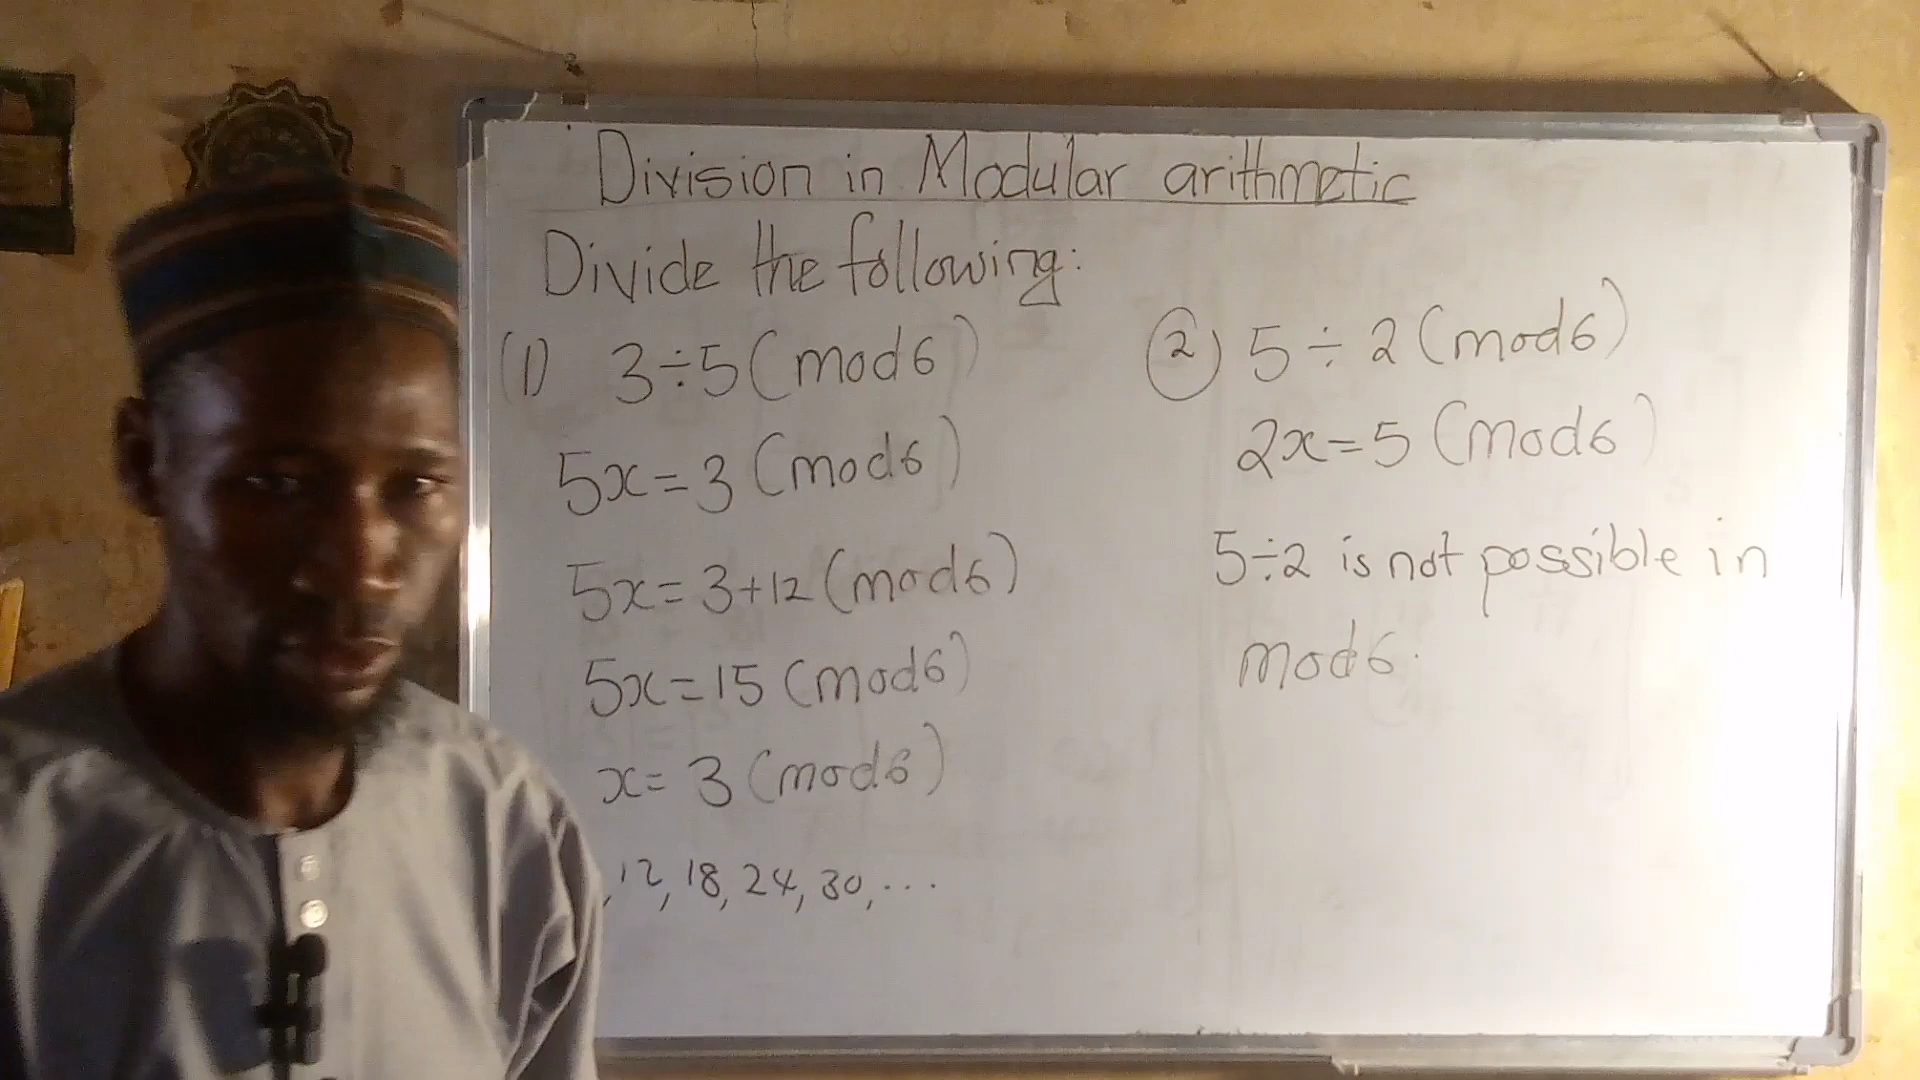 Division in Modular arithmetic
Divide the following:
(1) 3÷5(mod6)
5x=3(mod6)
5x=3+12(mod6)
5x=15(mod6)
x=3(mod6)
,12,18,24,30,...
(2) 5÷2(mod6)
2x=5(mod6)
5÷2 is not possible in
mod6.